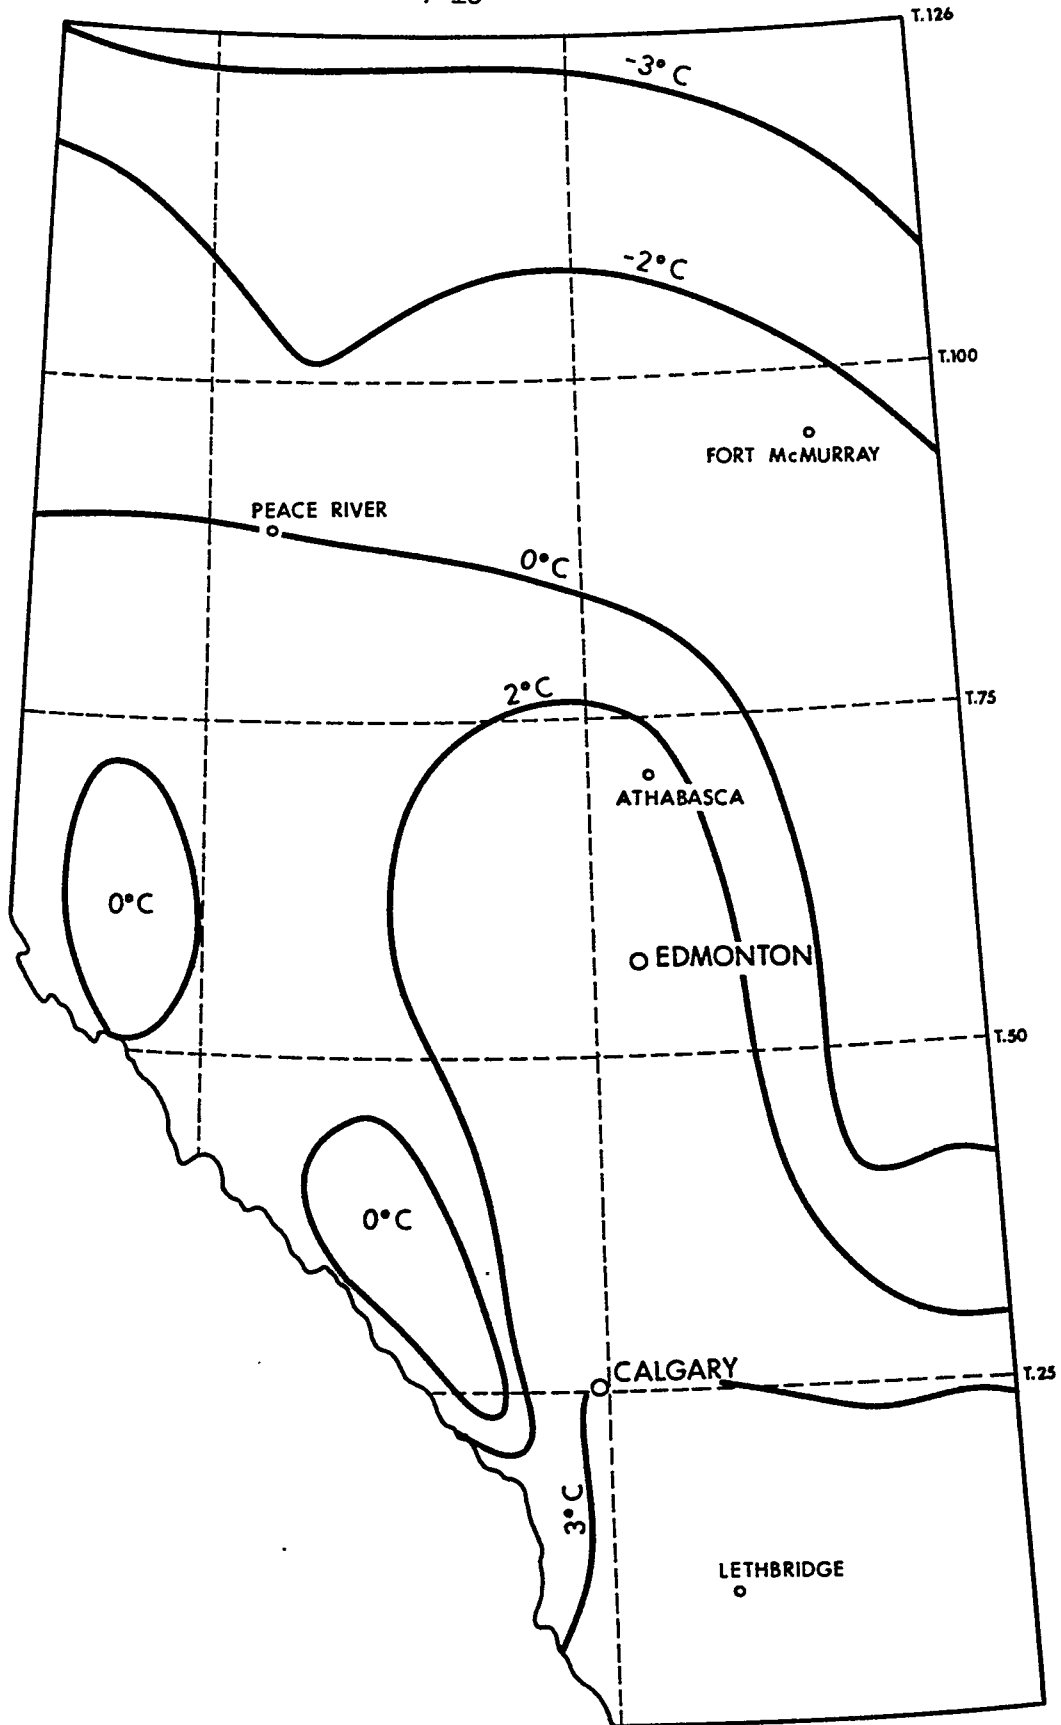 T.126
-3°C
-2°C
T.100
FORT McMURRAY
PEACE RIVER
0°C
2°C
T.75
ATHABASCA
0°C
EDMONTON
T.50
0°C
CALGARY
T.25
3°C
LETHBRIDGE